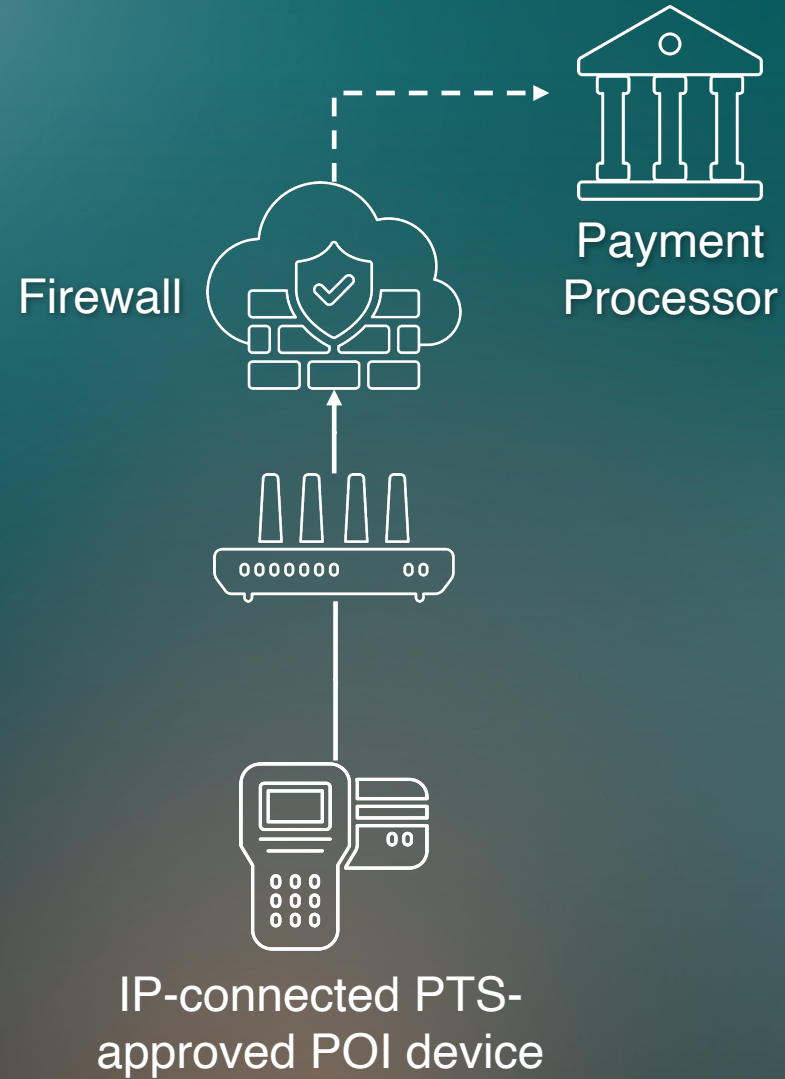 Payment
Processor
Firewall
IP-connected PTS-
approved POI device